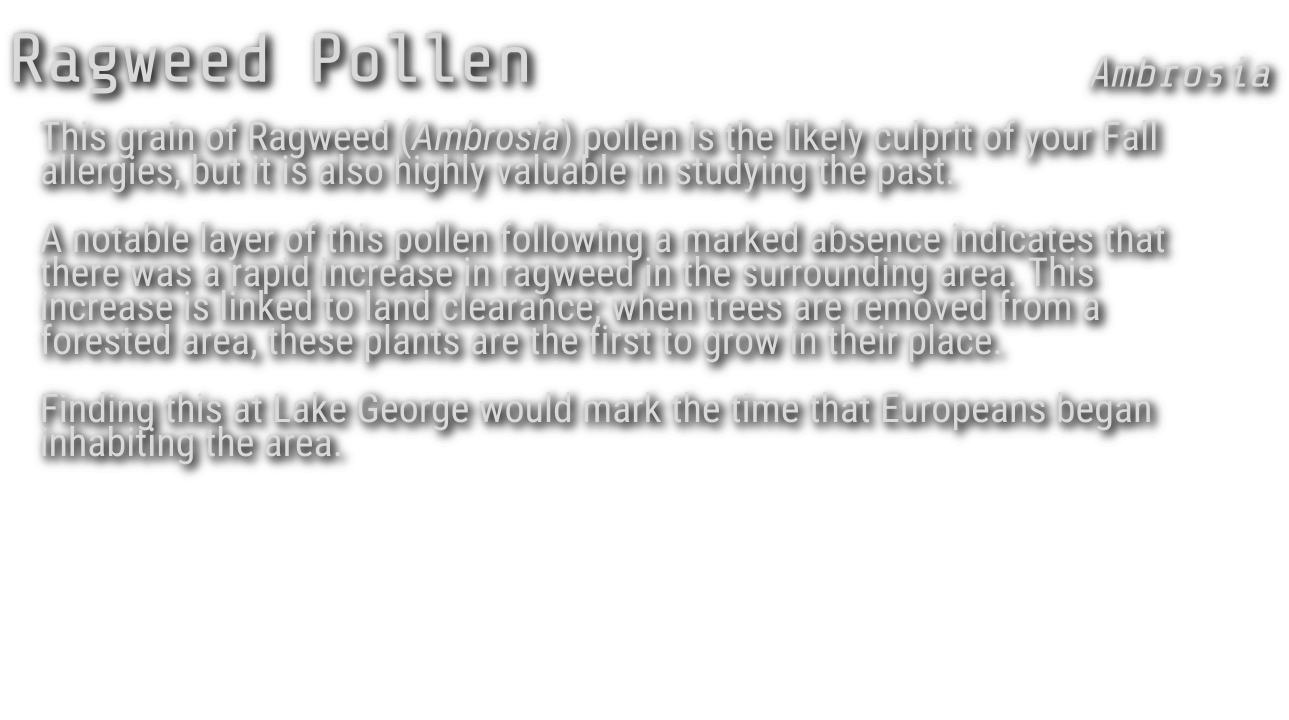 Ragweed Pollen
Ambrosia
This grain of Ragweed (Ambrosia) pollen is the likely culprit of your Fall
allergies, but it is also highly valuable in studying the past.
A notable layer of this pollen following a marked absence indicates that
there was a rapid increase in ragweed in the surrounding area. This
increase is linked to land clearance; when trees are removed from a
forested area, these plants are the first to grow in their place.
Finding this at Lake George would mark the time that Europeans began
inhabiting the area.